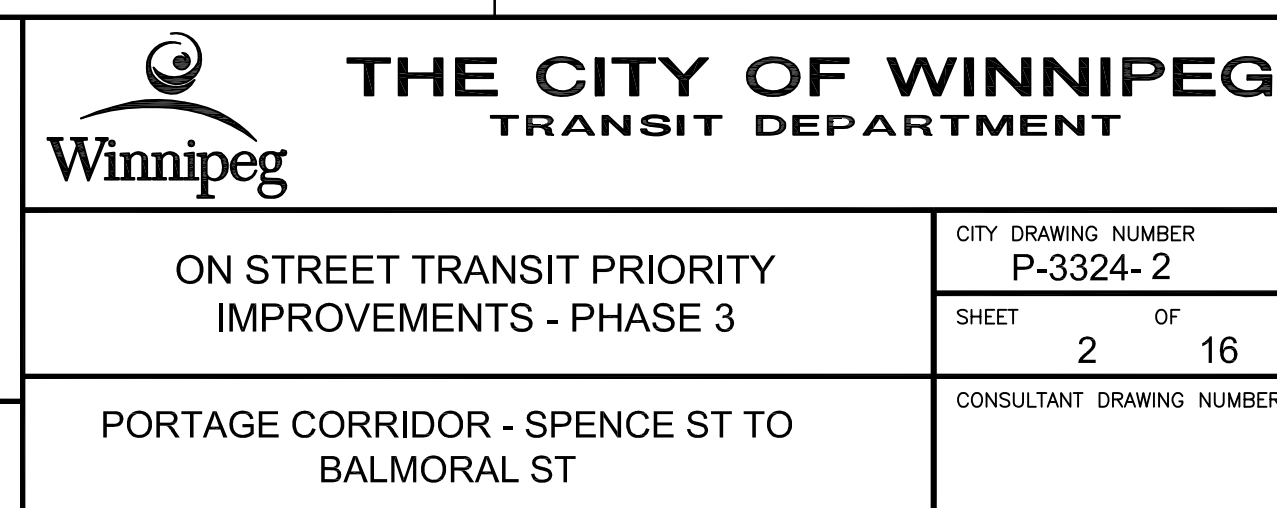 Winnipeg
THE CITY OF WINNIPEG
TRANSIT DEPARTMENT
ON STREET TRANSIT PRIORITY
IMPROVEMENTS - PHASE 3
CITY DRAWING NUMBER
P-3324- 2
SHEET OF
2 16
PORTAGE CORRIDOR - SPENCE ST TO
BALMORAL ST
CONSULTANT DRAWING NUMBER